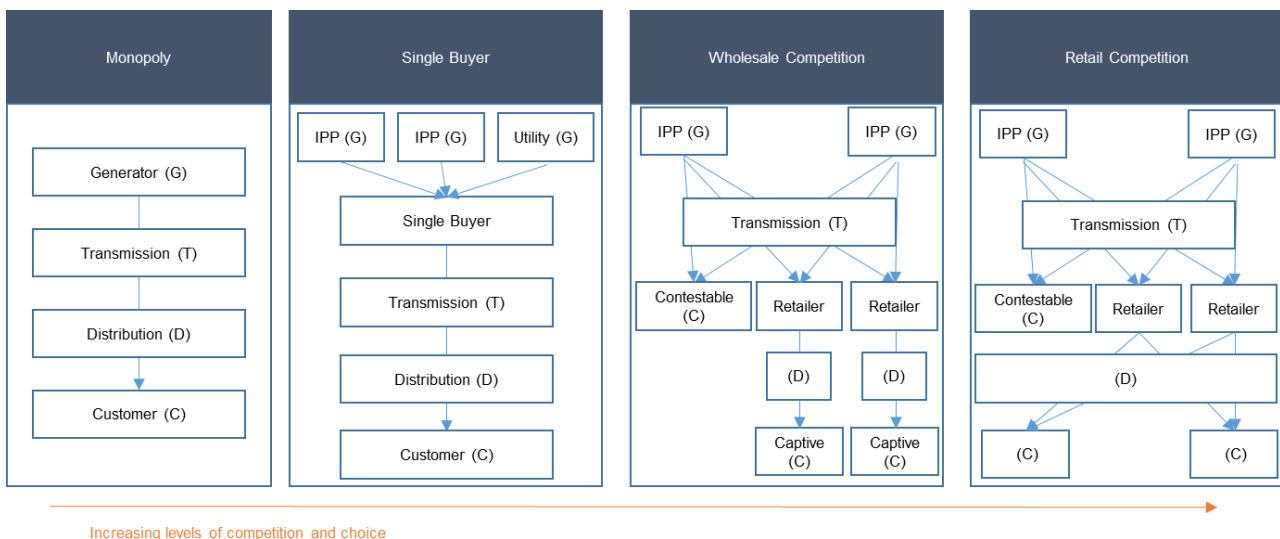 Monopoly
Single Buyer
Wholesale Competition
Retail Competition
Generator (G)
Transmission (T)
Distribution (D)
Customer (C)
IPP (G)
IPP (G)
Utility (G)
Single Buyer
Transmission (T)
Distribution (D)
Customer (C)
IPP (G)
IPP (G)
Transmission (T)
Contestable
(C)
Retailer
Retailer
(D)
(D)
Captive
(C)
Captive
(C)
IPP (G)
IPP (G)
Transmission (T)
Contestable
(C)
Retailer
Retailer
(D)
(C)
(C)
Increasing levels of competition and choice